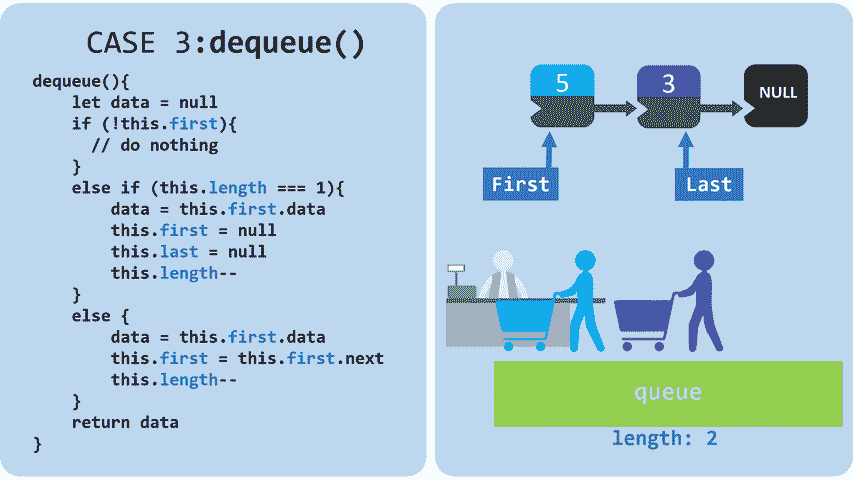 CASE 3:dequeue()
dequeue(){
let data = null
if (!this.first){
// do nothing
}
else if (this.length === 1){
data = this.first.data
this.first = null
this.last = null
this.length--
}
else {
data = this.first.data
this.first = this.first.next
this.length--
}
return data
}
5
3
NULL
First
Last
queue
length: 2